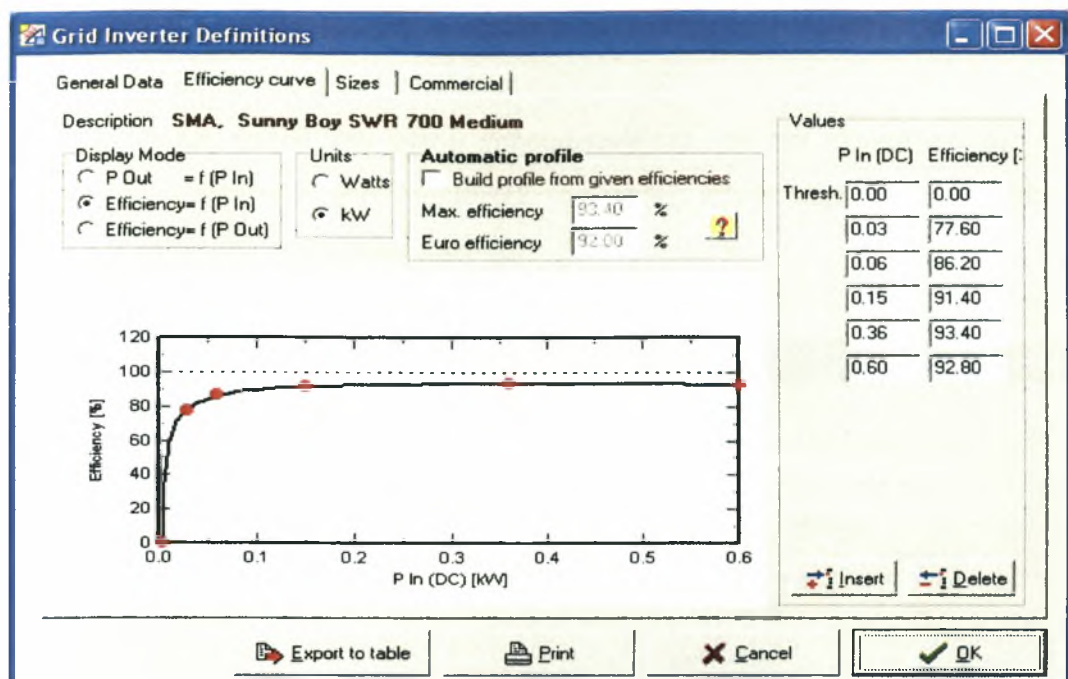 Grid Inverter Definitions
General Data Efficiency curve Sizes Commercial
Description SMA, Sunny Boy SWR 700 Medium
Display Mode
P Out = f (P In)
Efficiency= f (P In)
Efficiency= f (P Out)
Units
Watts
kW
Automatic profile
Build profile from given efficiencies
Max. efficiency 93.40 %
Euro efficiency 92.00 %
?
Values
P In (DC) Efficiency [:
Thresh. 0.00 0.00
0.03 77.60
0.06 86.20
0.15 91.40
0.36 93.40
0.60 92.80
120
100
80
60
40
20
0
Efficiency [%]
0.0 0.1 0.2 0.3 0.4 0.5 0.6
P In (DC) [kW]
Insert Delete
Export to table Print Cancel OK